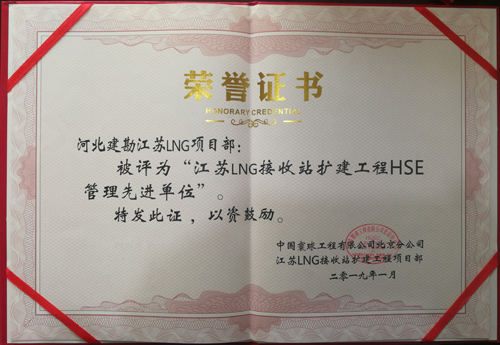 荣誉证书
HONORARY CREDENTIAL
河北建勘江苏LNG项目部：
被评为“江苏LNG接收站扩建工程HSE
管理先进单位”。
特发此证，以资鼓励。
中国寰球工程有限公司北京分公司
江苏LNG接收站扩建工程项目部
二零一九年一月